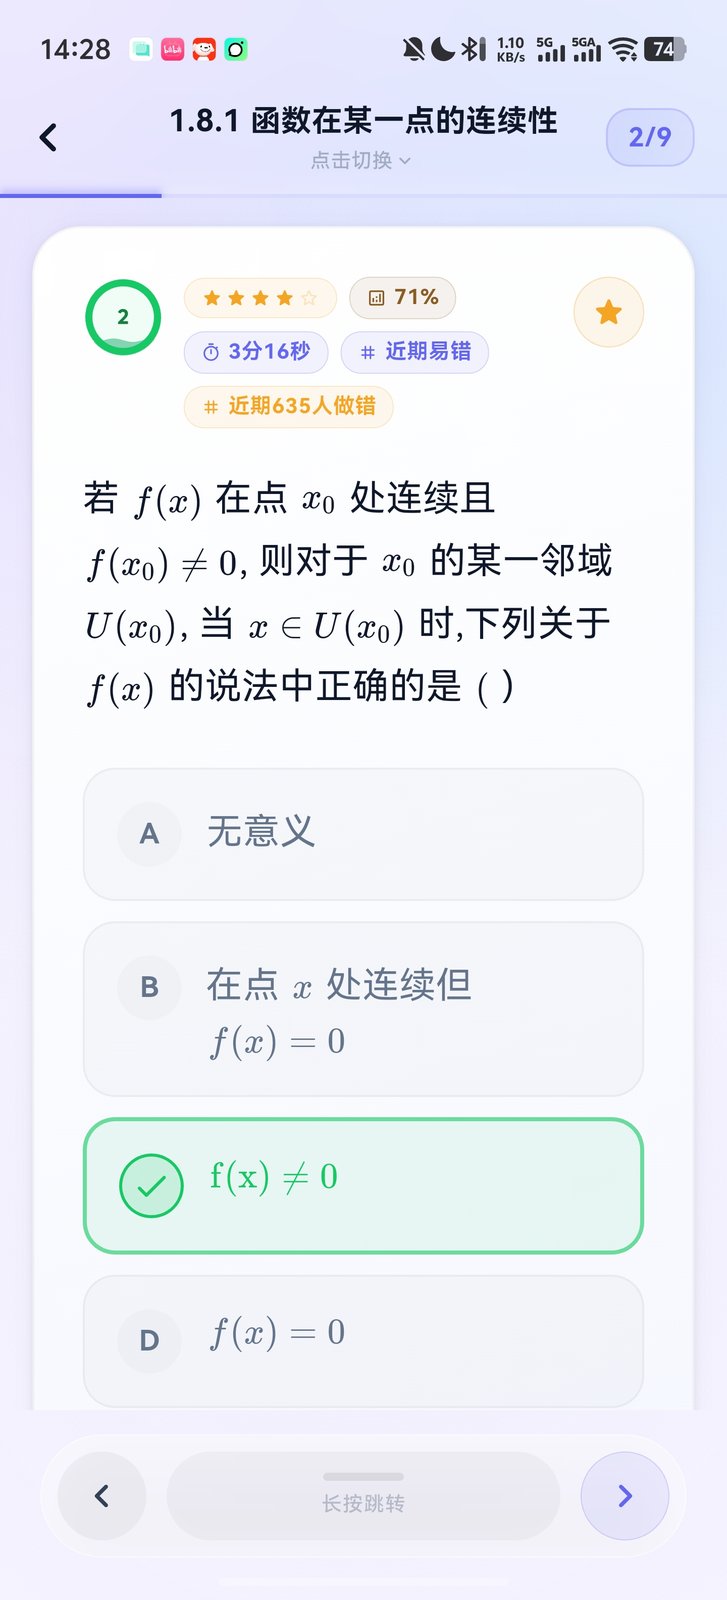 14:28 LaLa 1.10 KB/s 5G 5GA 74
1.8.1 函数在某一点的连续性
点击切换
2/9
2
71%
3分16秒
# 近期易错
# 近期635人做错
若 f(x) 在点 x₀ 处连续且
f(x₀) ≠ 0, 则对于 x₀ 的某一邻域
U(x₀), 当 x ∈ U(x₀) 时,下列关于
f(x) 的说法中正确的是 ( )
A 无意义
B 在点 x 处连续但
f(x) = 0
f(x) ≠ 0
D f(x) = 0
长按跳转